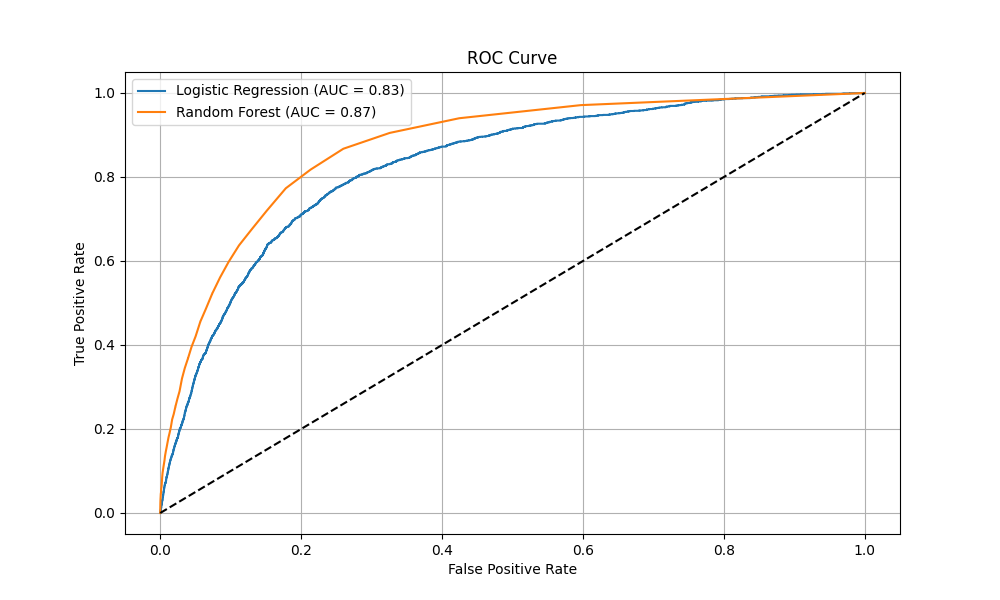 ROC Curve
Logistic Regression (AUC = 0.83)
Random Forest (AUC = 0.87)
True Positive Rate
1.0
0.8
0.6
0.4
0.2
0.0
0.0 0.2 0.4 0.6 0.8 1.0
False Positive Rate